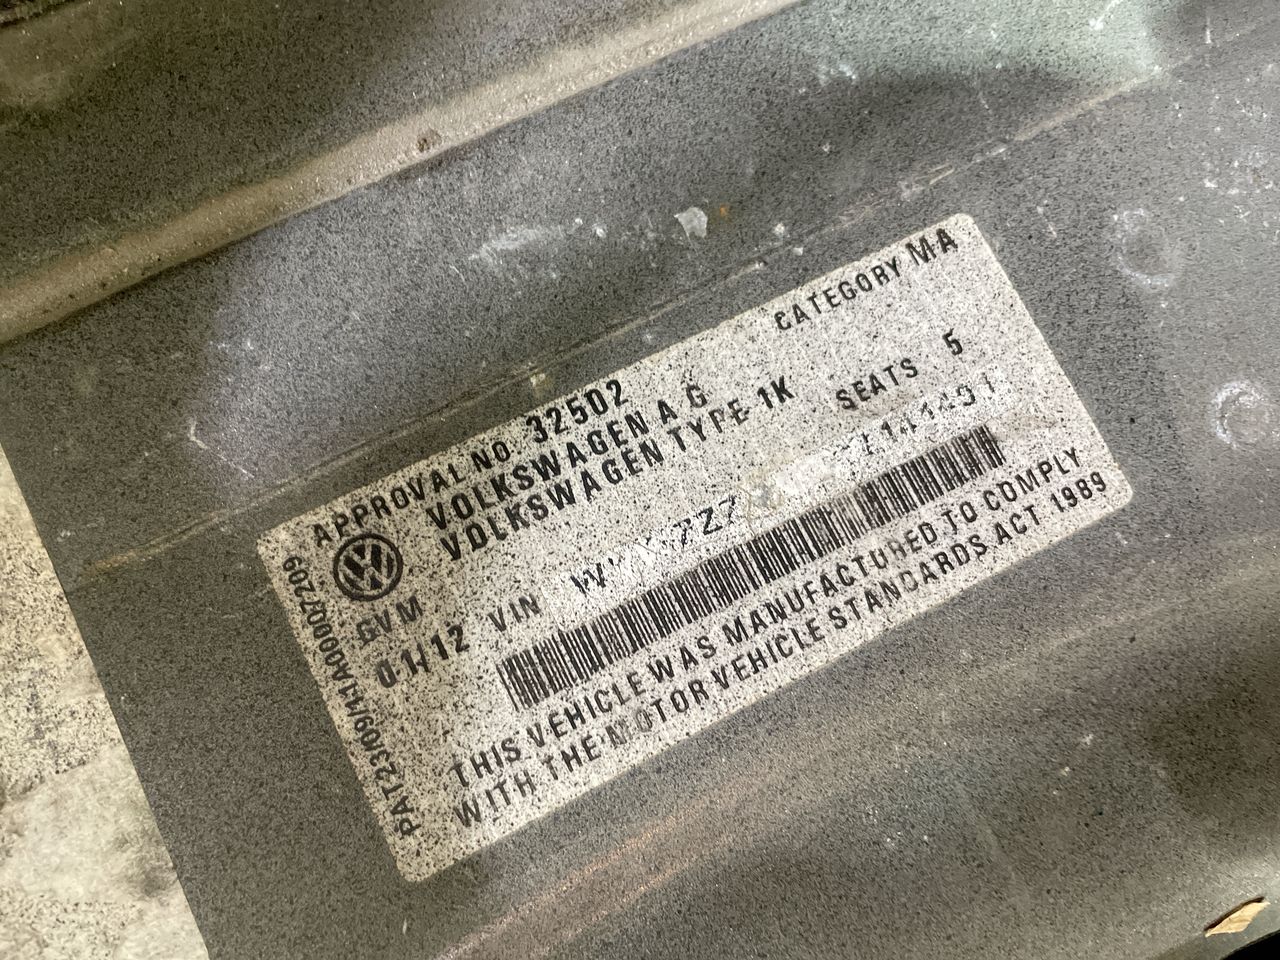 APPROVAL NO. 32502 CATEGORY MA
VOLKSWAGEN A G
VOLKSWAGEN TYPE 1K SEATS 5
GVM
01/12 VIN
THIS VEHICLE WAS MANUFACTURED TO COMPLY
WITH THE MOTOR VEHICLE STANDARDS ACT 1989